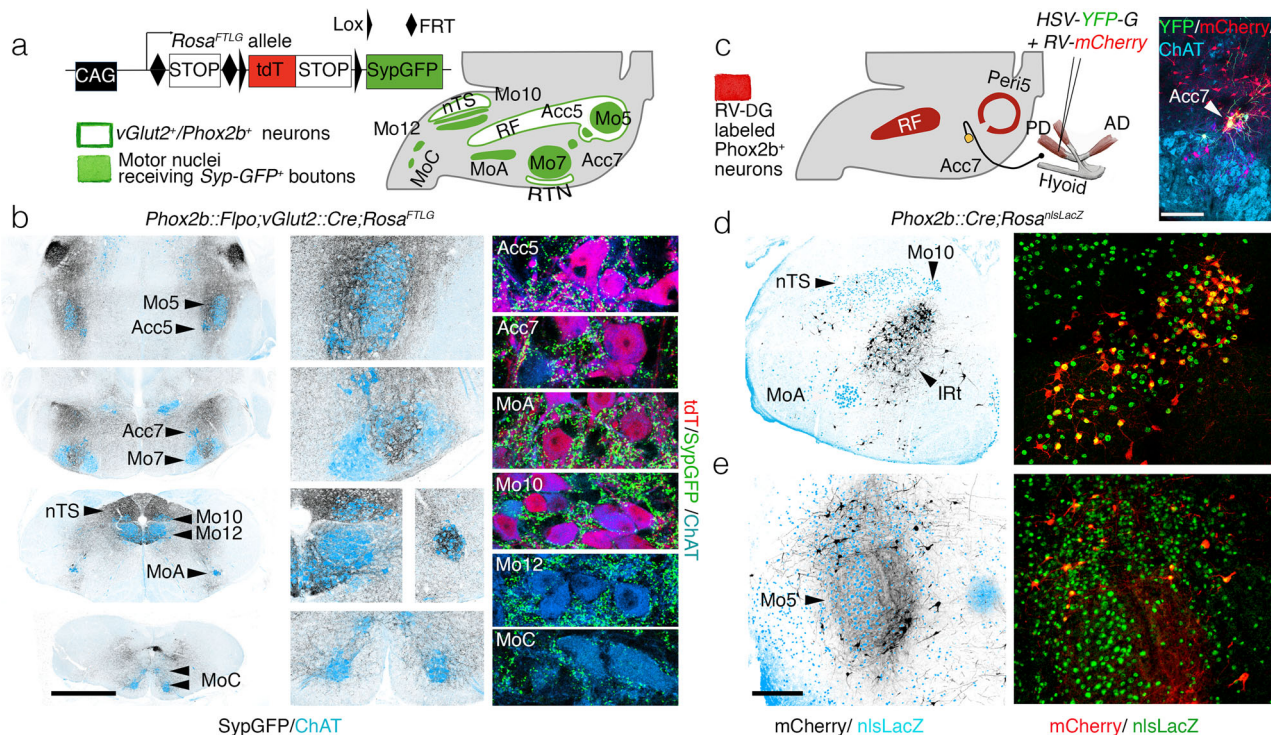 a
Rosa^FTLG allele
Lox
FRT
CAG
STOP
tdT
STOP
SypGFP
vGlut2⁺/Phox2b⁺ neurons
Motor nuclei
receiving Syp-GFP⁺ boutons
nTS
Mo10
Mo12
RF
Acc5
Mo5
MoC
MoA
Mo7
Acc7
RTN
b
Phox2b::Flpo;vGlut2::Cre;Rosa^FTLG
Mo5
Acc5
Acc7
Mo7
nTS
Mo10
Mo12
MoA
MoC
Acc5
Acc7
MoA
Mo10
Mo12
MoC
tdT/SypGFP/ChAT
SypGFP/ChAT
c
HSV-YFP-G
+ RV-mCherry
RV-DG
labeled
Phox2b⁺
neurons
RF
Peri5
Acc7
PD
AD
Hyoid
YFP/mCherry/
ChAT
Acc7
Phox2b::Cre;Rosa^nlsLacZ
d
nTS
Mo10
MoA
IRt
e
Mo5
mCherry/ nlsLacZ
mCherry/ nlsLacZ